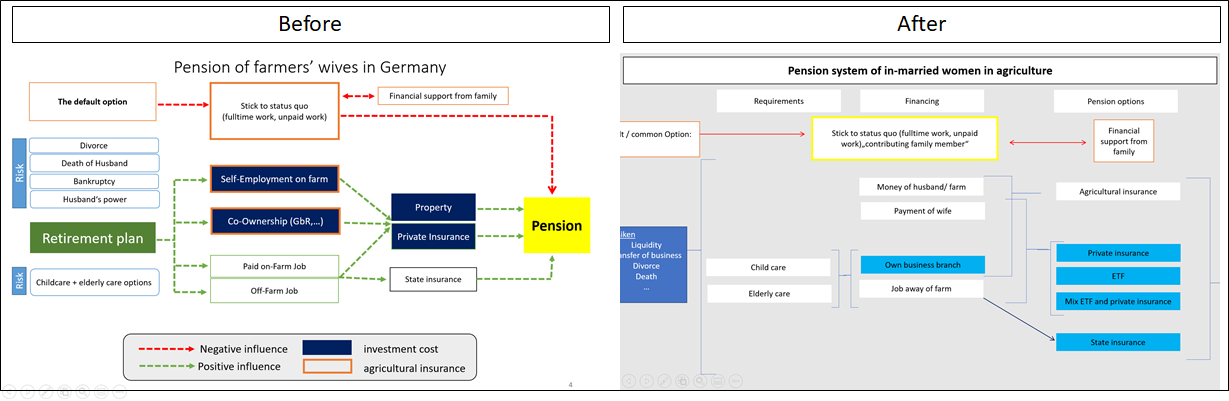 Before
Pension of farmers' wives in Germany
The default option
Stick to status quo
(fulltime work, unpaid work)
Financial support from family
Risk
Divorce
Death of Husband
Bankruptcy
Husband's power
Retirement plan
Risk
Childcare + elderly care options
Self-Employment on farm
Co-Ownership (GbR,...)
Paid on-Farm Job
Off-Farm Job
Property
Private Insurance
State insurance
Pension
Negative influence
Positive influence
investment cost
agricultural insurance
4
After
Pension system of in-married women in agriculture
Requirements
Financing
Pension options
lt / common Option:
Stick to status quo (fulltime work, unpaid
work)„contributing family member“
Financial
support from
family
Money of husband/ farm
Payment of wife
Agricultural insurance
iken
Liquidity
ansfer of business
Divorce
Death
...
Child care
Elderly care
Own business branch
Job away of farm
Private insurance
ETF
Mix ETF and private insurance
State insurance